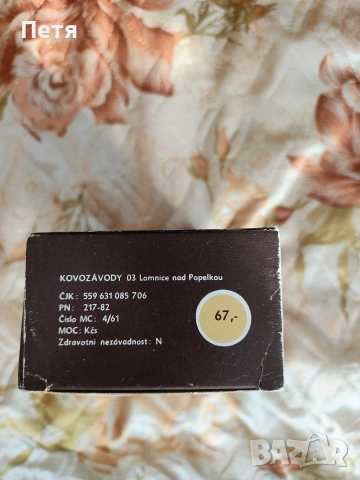 Петя
KOVOZÁVODY 03 Lomnice nad Popelkou
ČJK: 559 631 085 706
PN: 217-82
Číslo MC: 4/61
MOC: Kčs
Zdravotní nezávadnost: N
67,-
BAZAR
bg